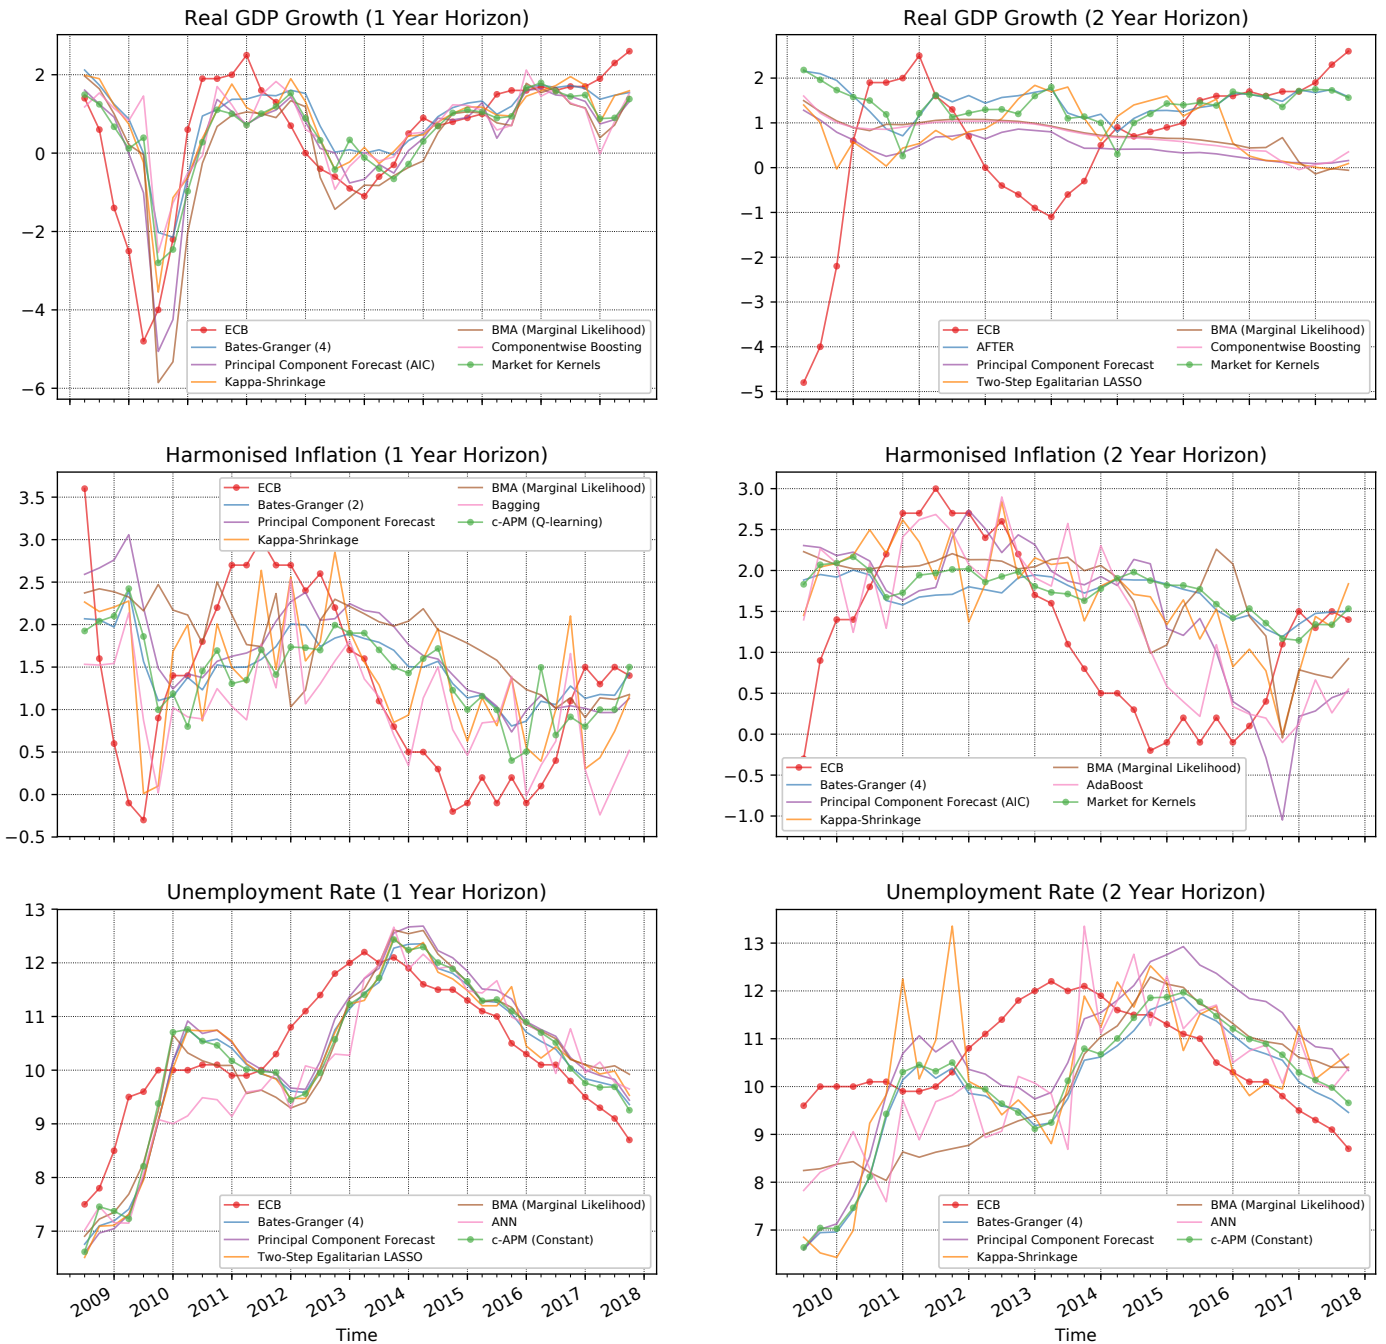 Real GDP Growth (1 Year Horizon)
2
0
−2
−4
−6
ECB
Bates-Granger (4)
Principal Component Forecast (AIC)
Kappa-Shrinkage
BMA (Marginal Likelihood)
Componentwise Boosting
Market for Kernels
Real GDP Growth (2 Year Horizon)
2
1
0
−1
−2
−3
−4
−5
ECB
AFTER
Principal Component Forecast
Two-Step Egalitarian LASSO
BMA (Marginal Likelihood)
Componentwise Boosting
Market for Kernels
Harmonised Inflation (1 Year Horizon)
3.5
3.0
2.5
2.0
1.5
1.0
0.5
0.0
−0.5
ECB
Bates-Granger (2)
Principal Component Forecast
Kappa-Shrinkage
BMA (Marginal Likelihood)
Bagging
c-APM (Q-learning)
Harmonised Inflation (2 Year Horizon)
3.0
2.5
2.0
1.5
1.0
0.5
0.0
−0.5
−1.0
ECB
Bates-Granger (4)
Principal Component Forecast (AIC)
Kappa-Shrinkage
BMA (Marginal Likelihood)
AdaBoost
Market for Kernels
Unemployment Rate (1 Year Horizon)
13
12
11
10
9
8
7
ECB
Bates-Granger (4)
Principal Component Forecast
Two-Step Egalitarian LASSO
BMA (Marginal Likelihood)
ANN
c-APM (Constant)
2009
2010
2011
2012
2013
2014
2015
2016
2017
2018
Time
Unemployment Rate (2 Year Horizon)
13
12
11
10
9
8
7
ECB
Bates-Granger (4)
Principal Component Forecast
Kappa-Shrinkage
BMA (Marginal Likelihood)
ANN
c-APM (Constant)
2010
2011
2012
2013
2014
2015
2016
2017
2018
Time